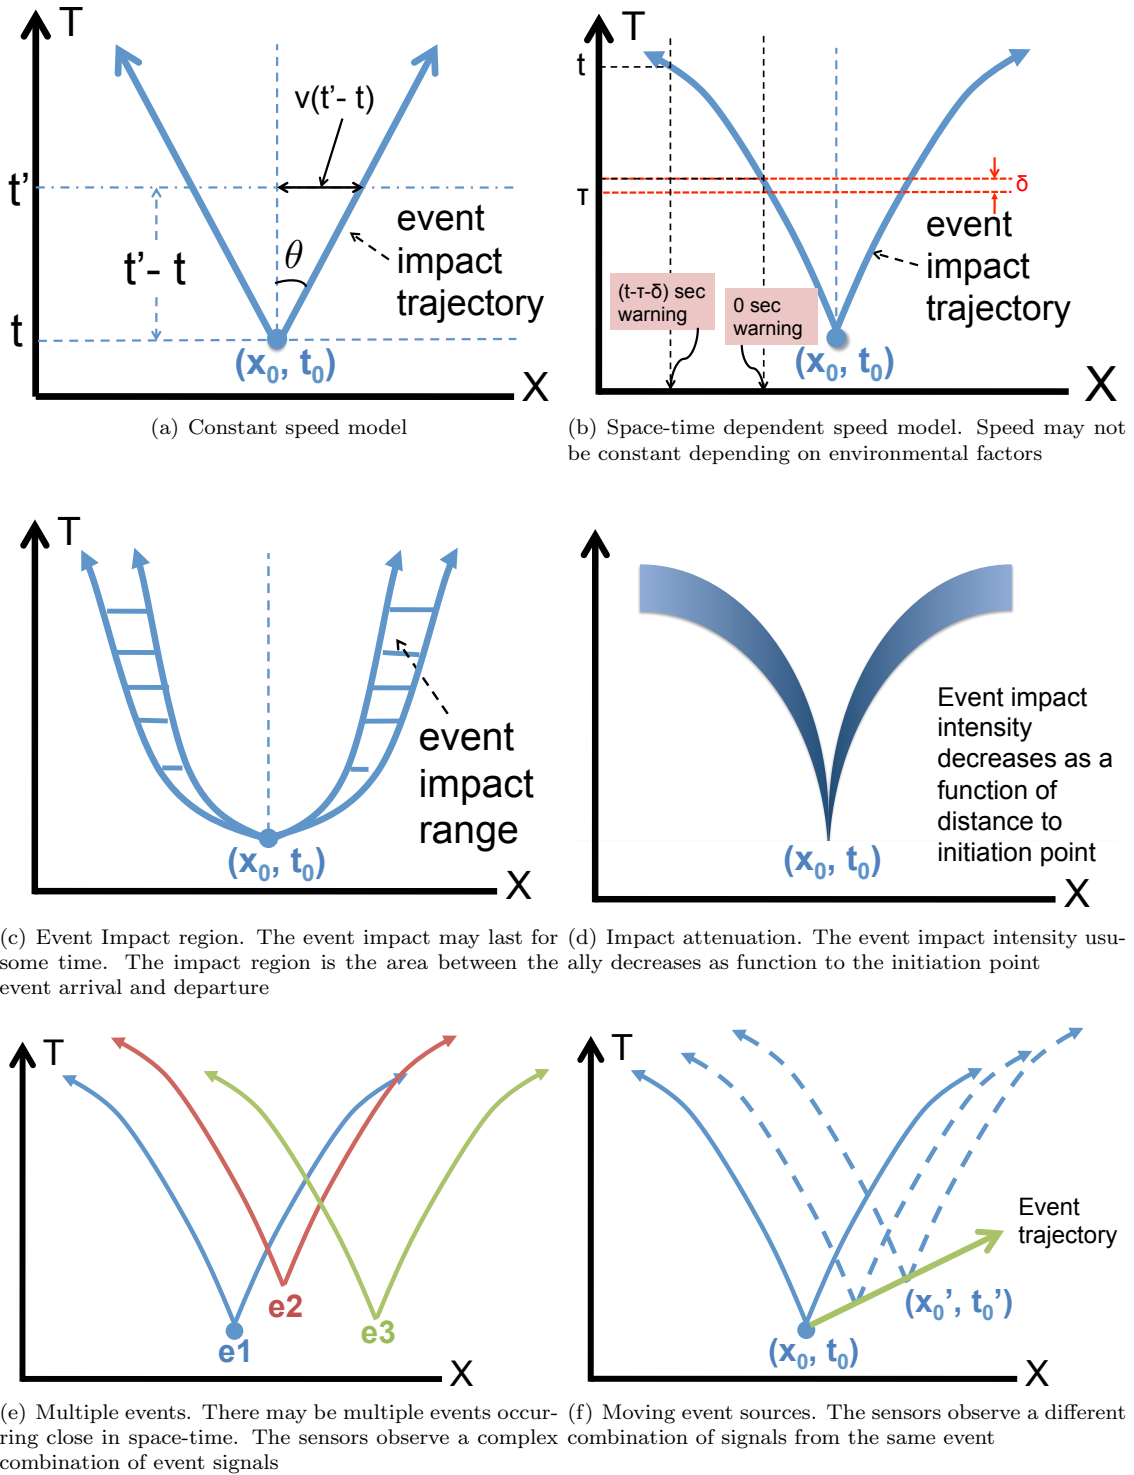 T
v(t'- t)
t'
event
impact
trajectory
θ
t'- t
t
(x₀, t₀)
X
(a) Constant speed model
T
t
δ
τ
event
impact
trajectory
(t-τ-δ) sec
warning
0 sec
warning
(x₀, t₀)
X
(b) Space-time dependent speed model. Speed may not
be constant depending on environmental factors
T
event
impact
range
(x₀, t₀)
X
(c) Event Impact region. The event impact may last for
some time. The impact region is the area between the
event arrival and departure
Event impact
intensity
decreases as a
function of
distance to
initiation point
(x₀, t₀)
X
(d) Impact attenuation. The event impact intensity usu-
ally decreases as function to the initiation point
T
e2
e3
e1
X
(e) Multiple events. There may be multiple events occur-
ring close in space-time. The sensors observe a complex
combination of event signals
T
Event
trajectory
(x₀', t₀')
(x₀, t₀)
X
(f) Moving event sources. The sensors observe a different
combination of signals from the same event